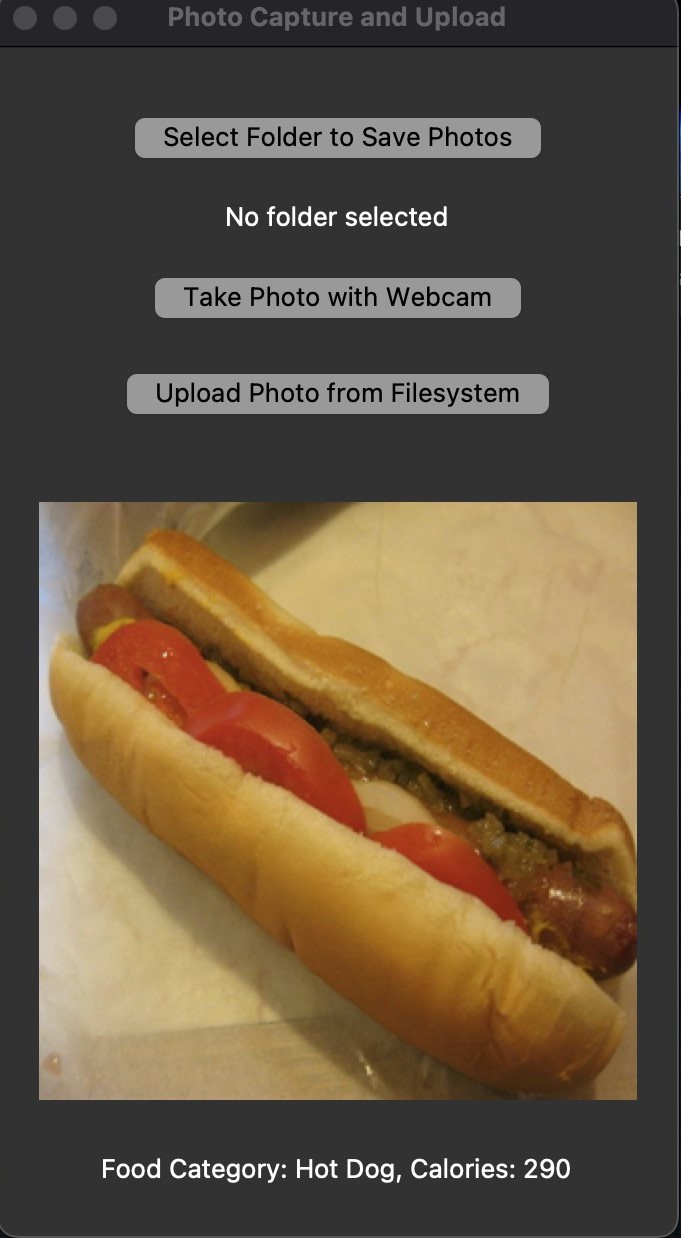 Photo Capture and Upload
Select Folder to Save Photos
No folder selected
Take Photo with Webcam
Upload Photo from Filesystem
Food Category: Hot Dog, Calories: 290